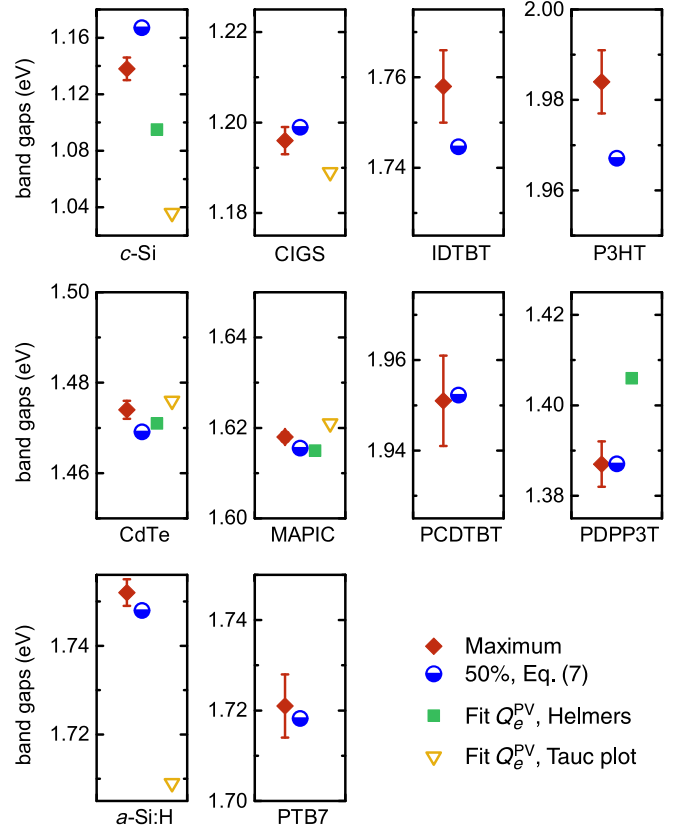 1.16
1.12
1.08
1.04
band gaps (eV)
c-Si
1.22
1.20
1.18
CIGS
1.76
1.74
IDTBT
2.00
1.98
1.96
P3HT
1.50
1.48
1.46
band gaps (eV)
CdTe
1.64
1.62
1.60
MAPIC
1.96
1.94
PCDTBT
1.42
1.40
1.38
PDPP3T
1.74
1.72
band gaps (eV)
a-Si:H
1.74
1.72
1.70
PTB7
Maximum
50%, Eq. (7)
Fit Qₑᴾⱽ, Helmers
Fit Qₑᴾⱽ, Tauc plot